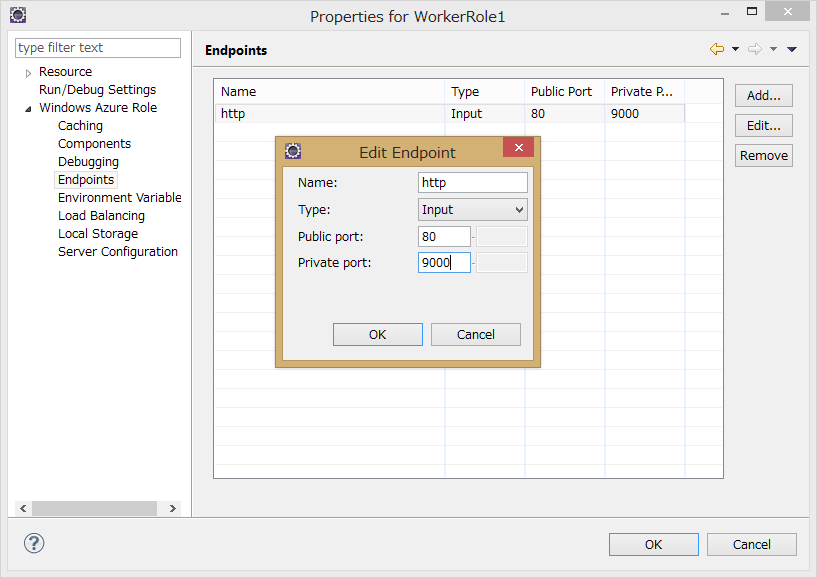 Properties for WorkerRole1
type filter text
Resource
Run/Debug Settings
Windows Azure Role
Caching
Components
Debugging
Endpoints
Environment Variable
Load Balancing
Local Storage
Server Configuration
Endpoints
Name Type Public Port Private P...
http Input 80 9000
Add...
Edit...
Remove
Edit Endpoint
Name: http
Type: Input
Public port: 80 -
Private port: 9000 -
OK Cancel
OK Cancel